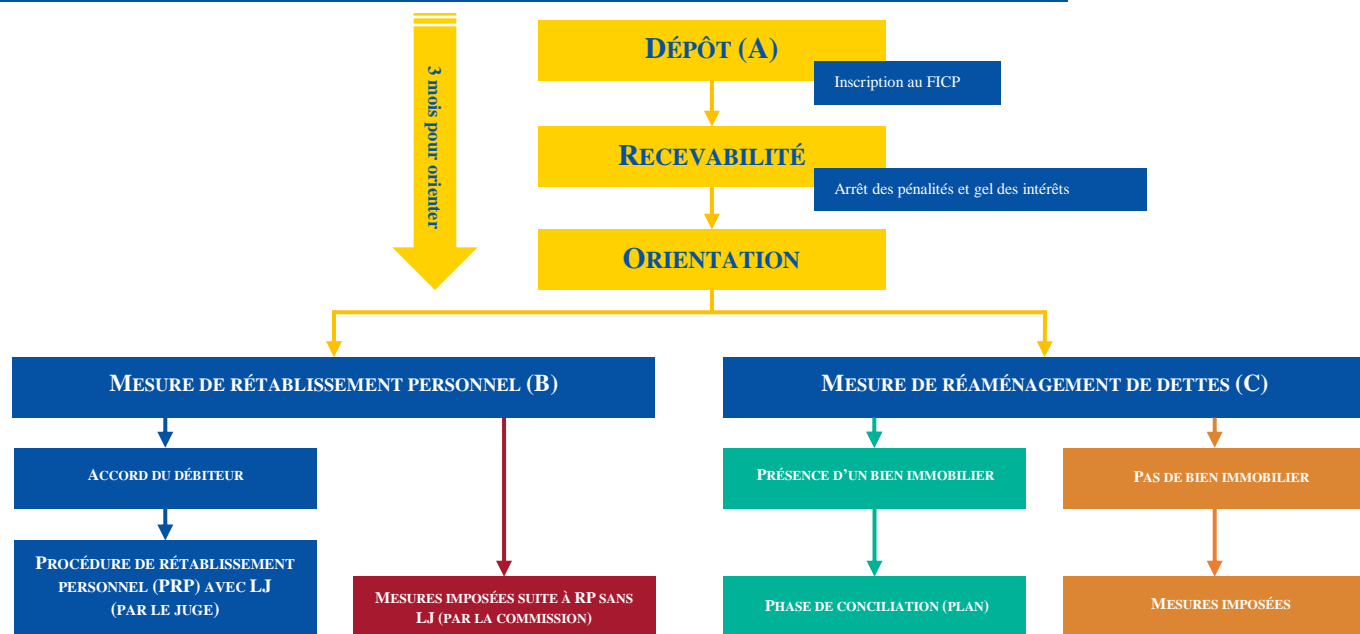 3 mois pour orienter
DÉPÔT (A)
Inscription au FICP
RECEVABILITÉ
Arrêt des pénalités et gel des intérêts
ORIENTATION
MESURE DE RÉTABLISSEMENT PERSONNEL (B)
MESURE DE RÉAMÉNAGEMENT DE DETTES (C)
ACCORD DU DÉBITEUR
PRÉSENCE D’UN BIEN IMMOBILIER
PAS DE BIEN IMMOBILIER
PROCÉDURE DE RÉTABLISSEMENT
PERSONNEL (PRP) AVEC LJ
(PAR LE JUGE)
MESURES IMPOSÉES SUITE À RP SANS
LJ (PAR LA COMMISSION)
PHASE DE CONCILIATION (PLAN)
MESURES IMPOSÉES